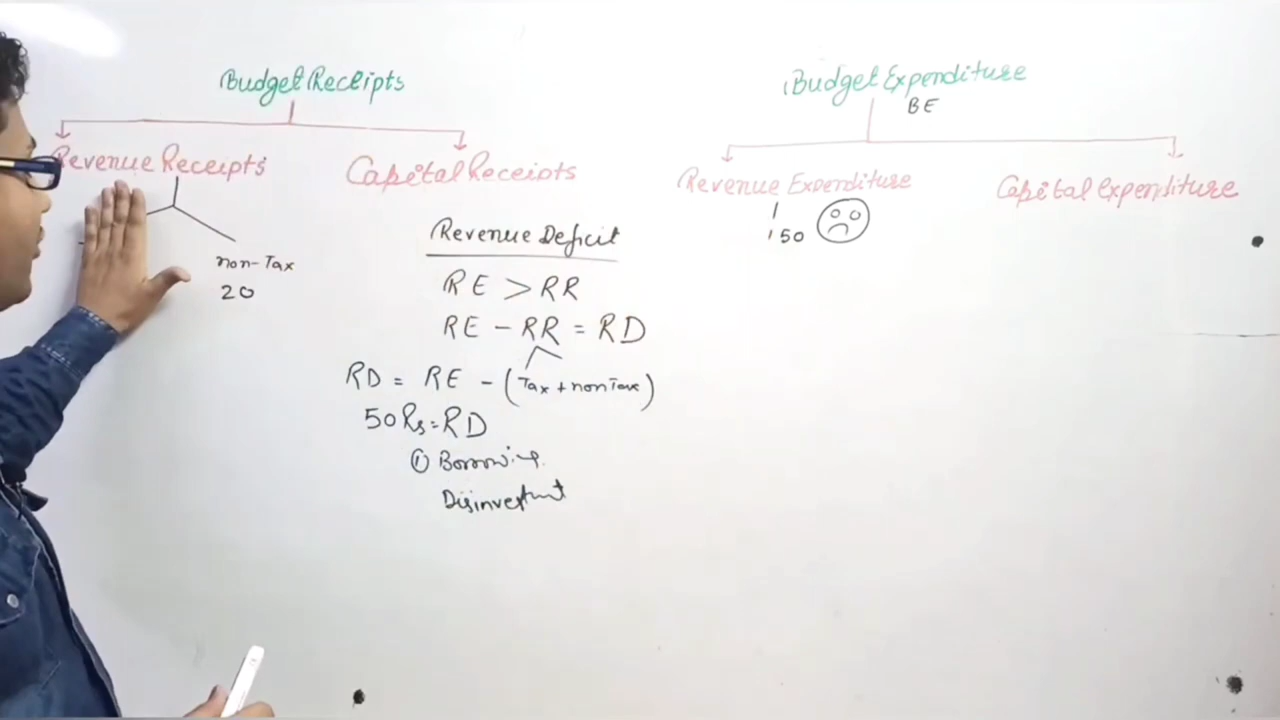 Budget Receipts
Revenue Receipts
Capital Receipts
non-Tax
20
Revenue Deficit
RE > RR
RE - RR = RD
RD = RE - (Tax + non Tax)
50 Rs = RD
① Borrowing
Disinvestment
Budget Expenditure
BE
Revenue Expenditure
150
Capital Expenditure